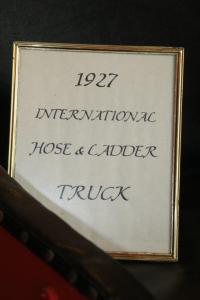 1927
INTERNATIONAL
HOSE & LADDER
TRUCK